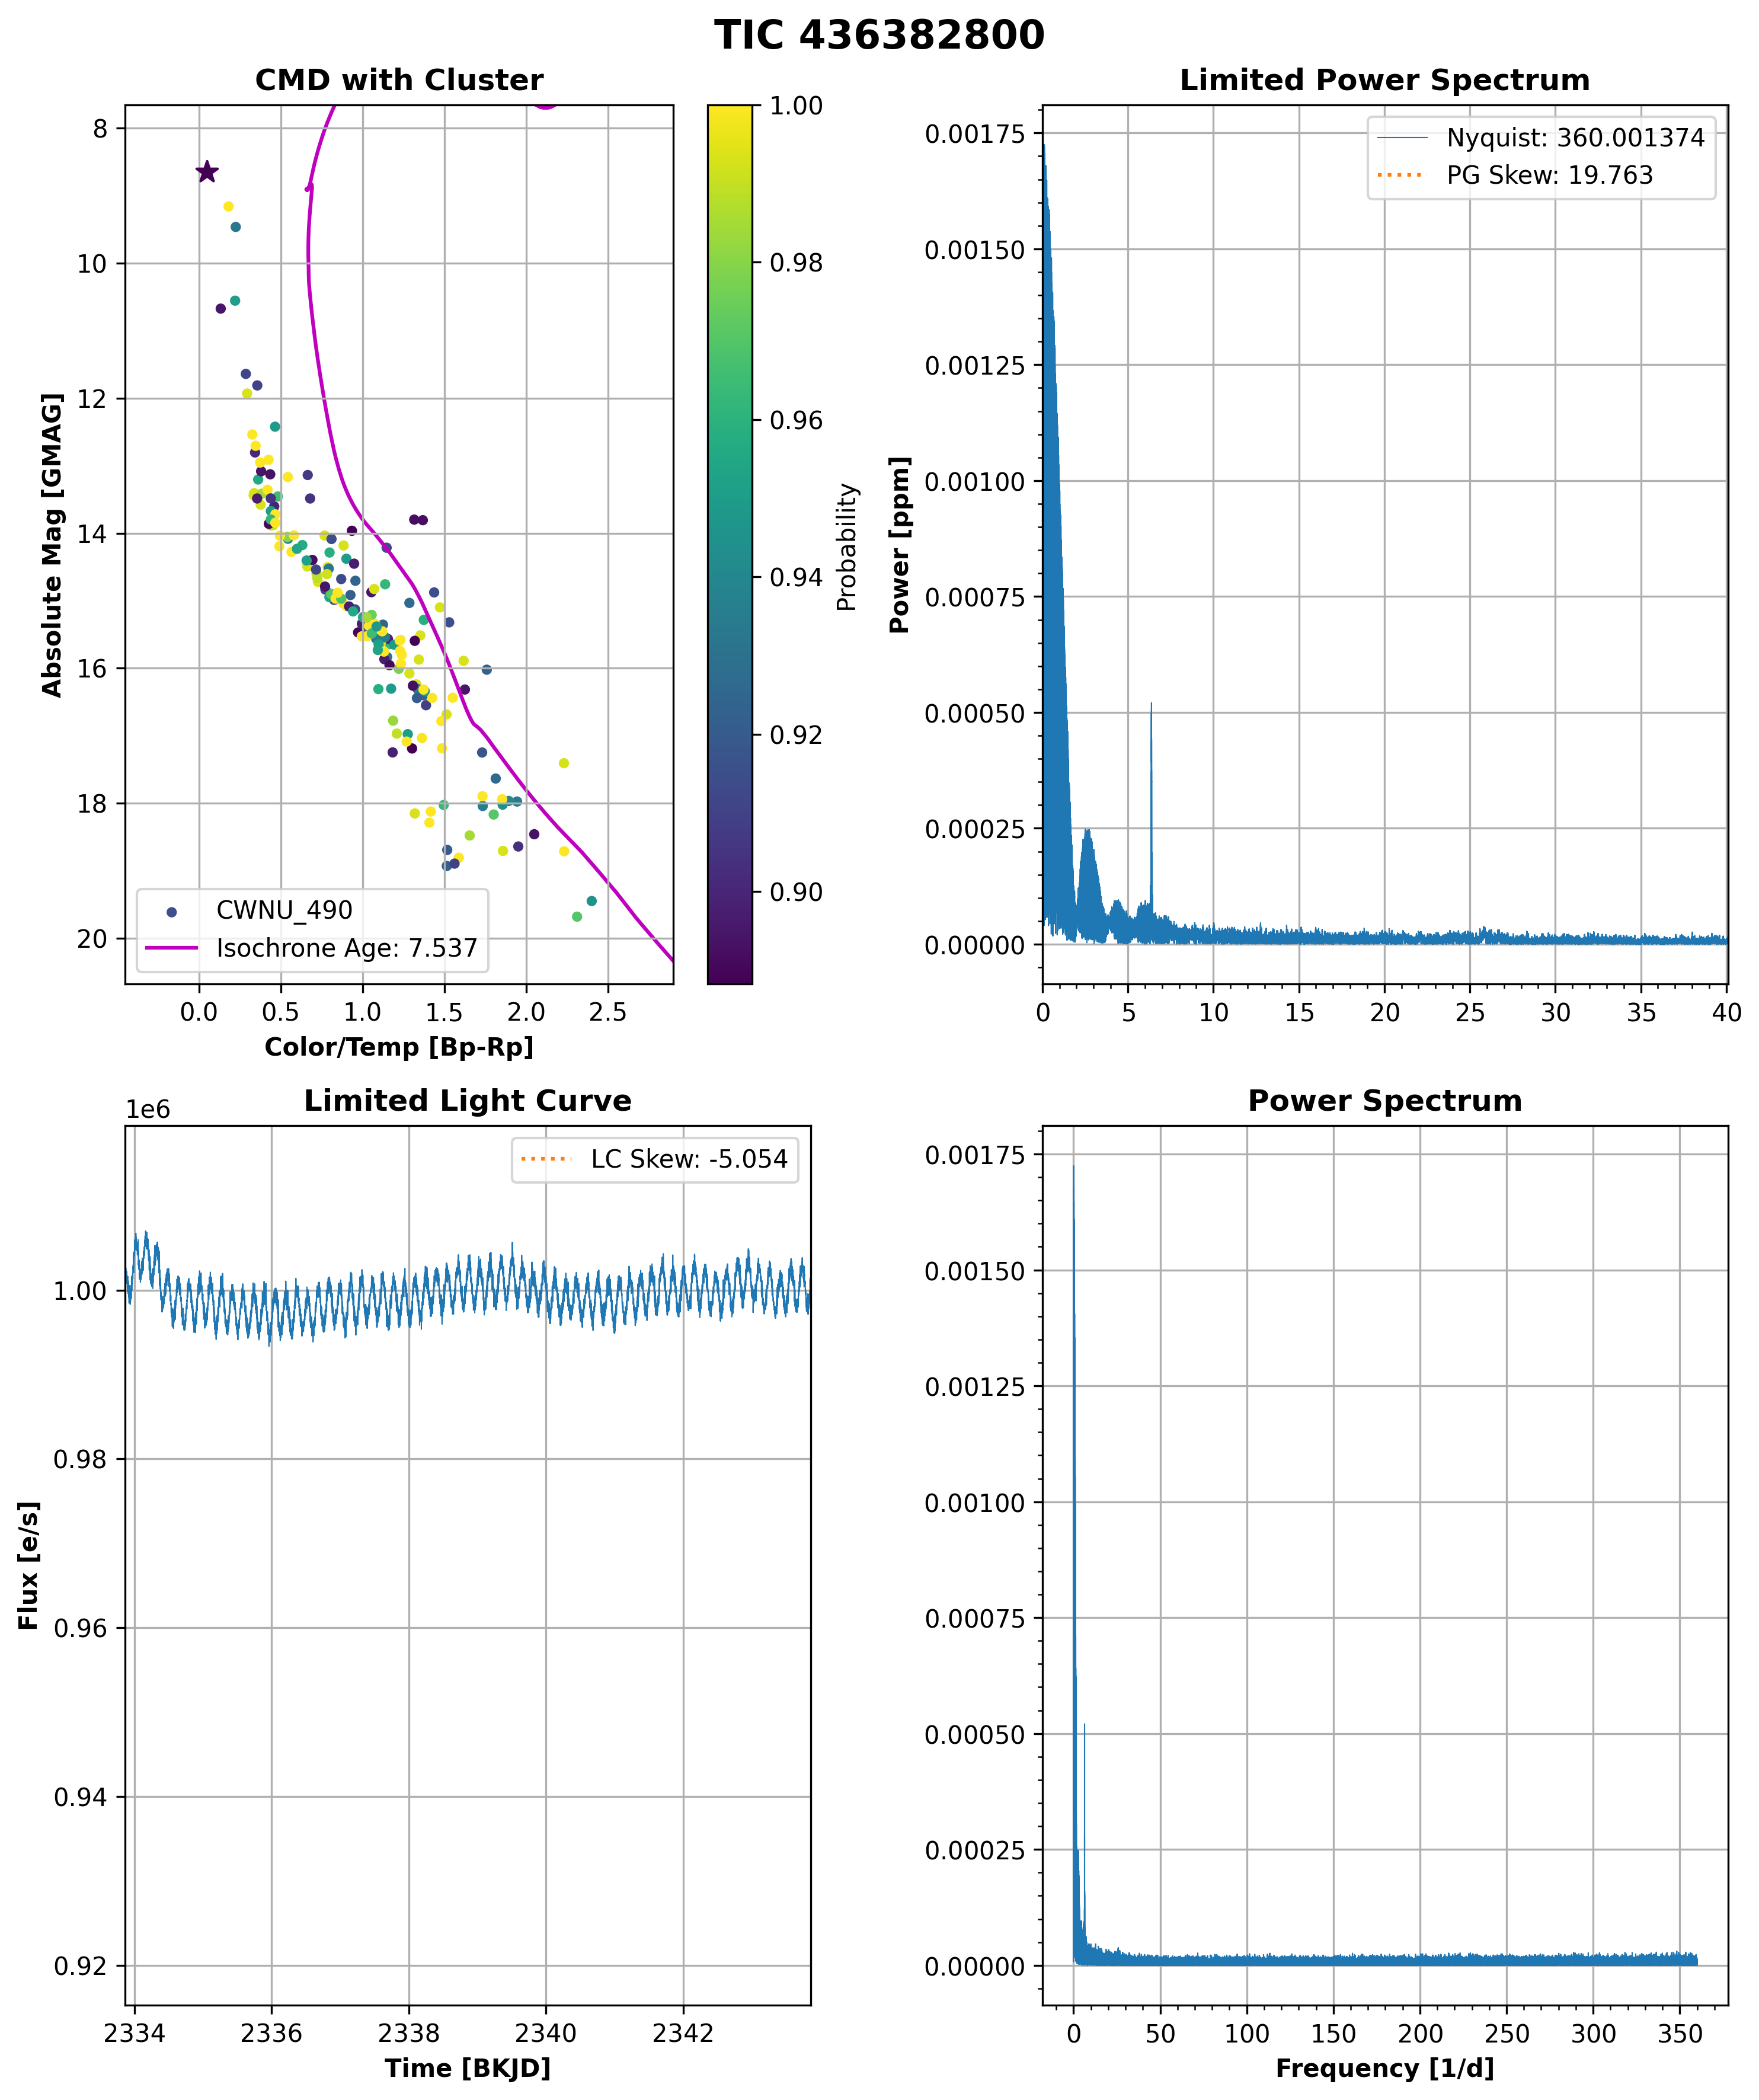 TIC 436382800
CMD with Cluster
8
10
12
14
16
18
20
Absolute Mag [GMAG]
0.0 0.5 1.0 1.5 2.0 2.5
Color/Temp [Bp-Rp]
CWNU_490
Isochrone Age: 7.537
1.00
0.98
0.96
0.94
0.92
0.90
Probability
Limited Power Spectrum
Nyquist: 360.001374
PG Skew: 19.763
0.00175
0.00150
0.00125
0.00100
0.00075
0.00050
0.00025
0.00000
Power [ppm]
0 5 10 15 20 25 30 35 40
Limited Light Curve
1e6
LC Skew: -5.054
1.00
0.98
0.96
0.94
0.92
Flux [e/s]
2334 2336 2338 2340 2342
Time [BKJD]
Power Spectrum
0.00175
0.00150
0.00125
0.00100
0.00075
0.00050
0.00025
0.00000
0 50 100 150 200 250 300 350
Frequency [1/d]